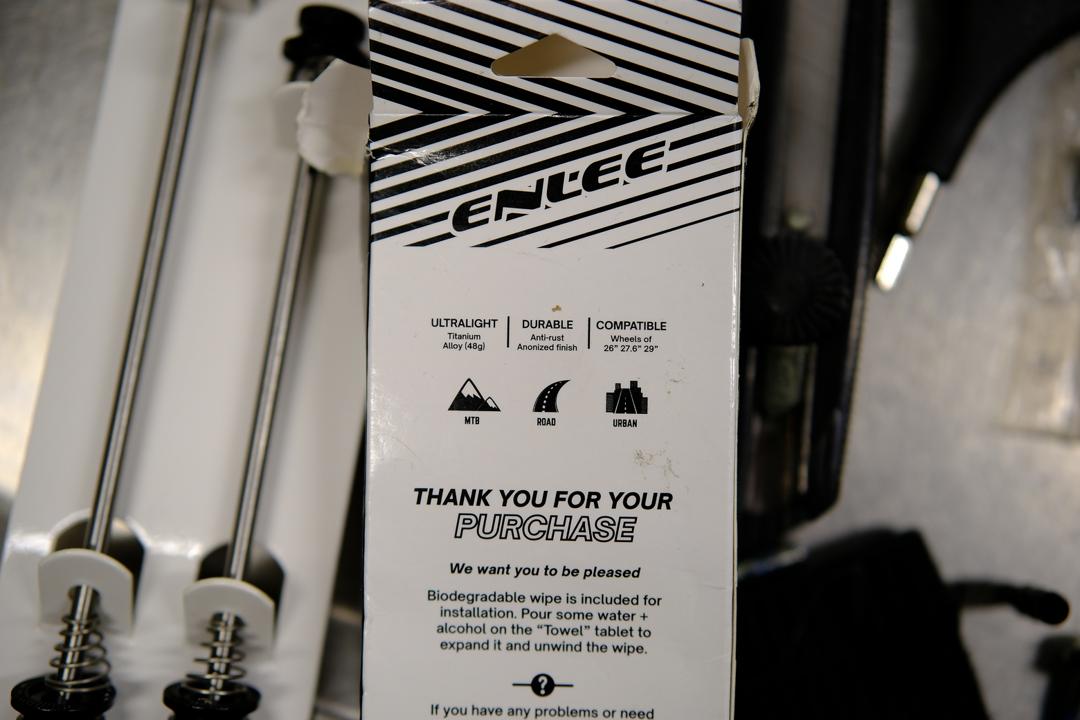 ENLEE
ULTRALIGHT
Titanium
Alloy (48g)
DURABLE
Anti-rust
Anonized finish
COMPATIBLE
Wheels of
26" 27.6" 29"
MTB
ROAD
URBAN
THANK YOU FOR YOUR
PURCHASE
We want you to be pleased
Biodegradable wipe is included for
installation. Pour some water +
alcohol on the “Towel” tablet to
expand it and unwind the wipe.
?
If you have any problems or need